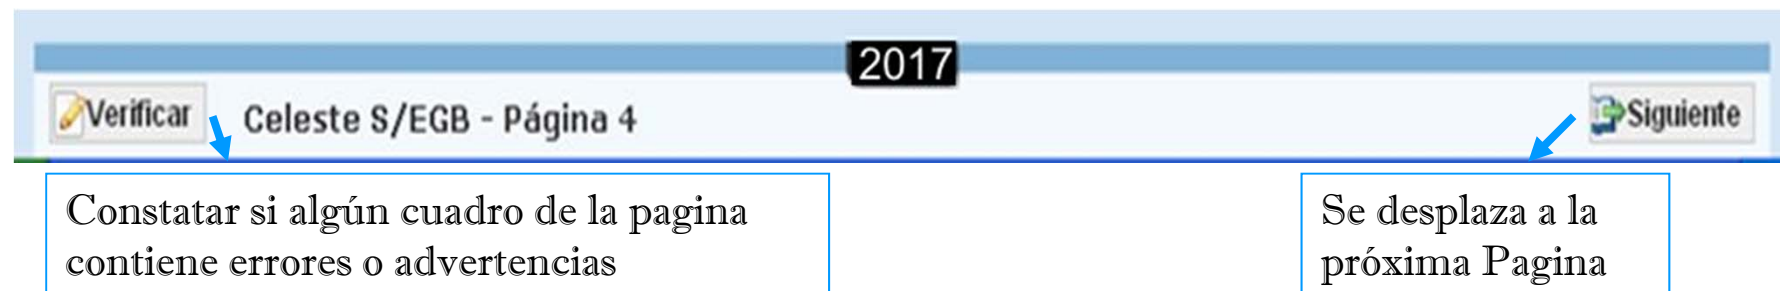 2017
Verificar Celeste S/EGB - Página 4 Siguiente
Constatar si algún cuadro de la pagina
contiene errores o advertencias
Se desplaza a la
próxima Pagina